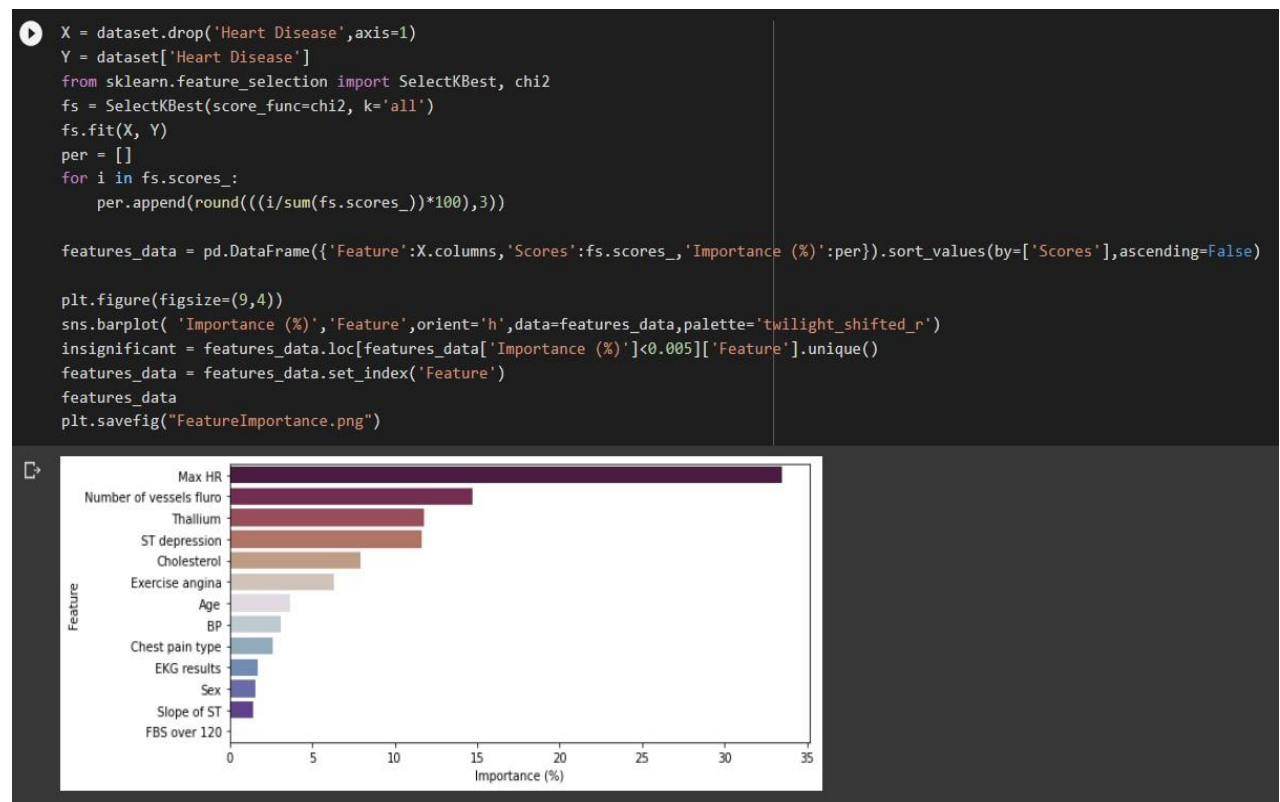 X = dataset.drop('Heart Disease',axis=1)
Y = dataset['Heart Disease']
from sklearn.feature_selection import SelectKBest, chi2
fs = SelectKBest(score_func=chi2, k='all')
fs.fit(X, Y)
per = []
for i in fs.scores_:
    per.append(round(((i/sum(fs.scores_))*100),3))
features_data = pd.DataFrame({'Feature':X.columns,'Scores':fs.scores_,'Importance (%)':per}).sort_values(by=['Scores'],ascending=False)
plt.figure(figsize=(9,4))
sns.barplot( 'Importance (%)','Feature',orient='h',data=features_data,palette='twilight_shifted_r')
insignificant = features_data.loc[features_data['Importance (%)']<0.005]['Feature'].unique()
features_data = features_data.set_index('Feature')
features_data
plt.savefig("FeatureImportance.png")
Feature
Max HR
Number of vessels fluro
Thallium
ST depression
Cholesterol
Exercise angina
Age
BP
Chest pain type
EKG results
Sex
Slope of ST
FBS over 120
0 5 10 15 20 25 30 35
Importance (%)